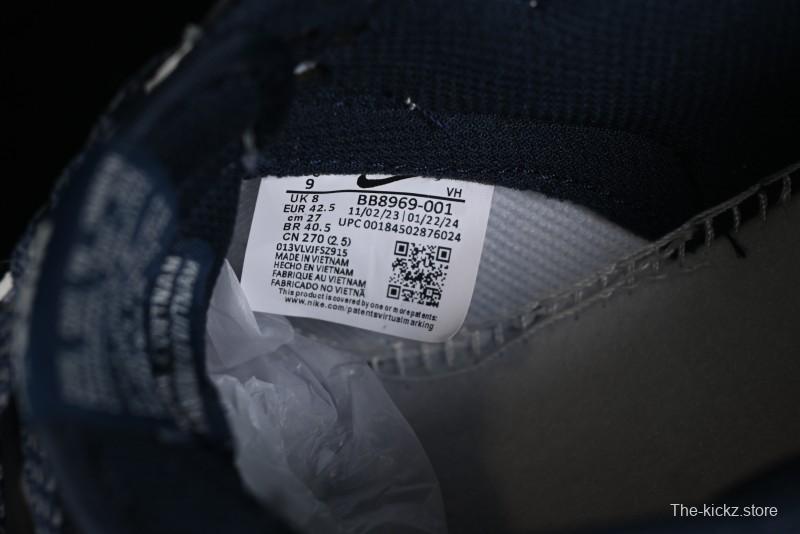 9
VH
UK 8
EUR 42.5
cm 27
BR 40.5
CN 270 (2.5)
BB8969-001
11/02/23 | 01/22/24
UPC 00184502876024
013VLVJFSZ915
MADE IN VIETNAM
HECHO EN VIETNAM
FABRIQUE AU VIETNAM
FABRICADO NO VIETNÃ
This product is covered by one or more patents:
www.nike.com/patentsvirtualmarking
The-kickz.store